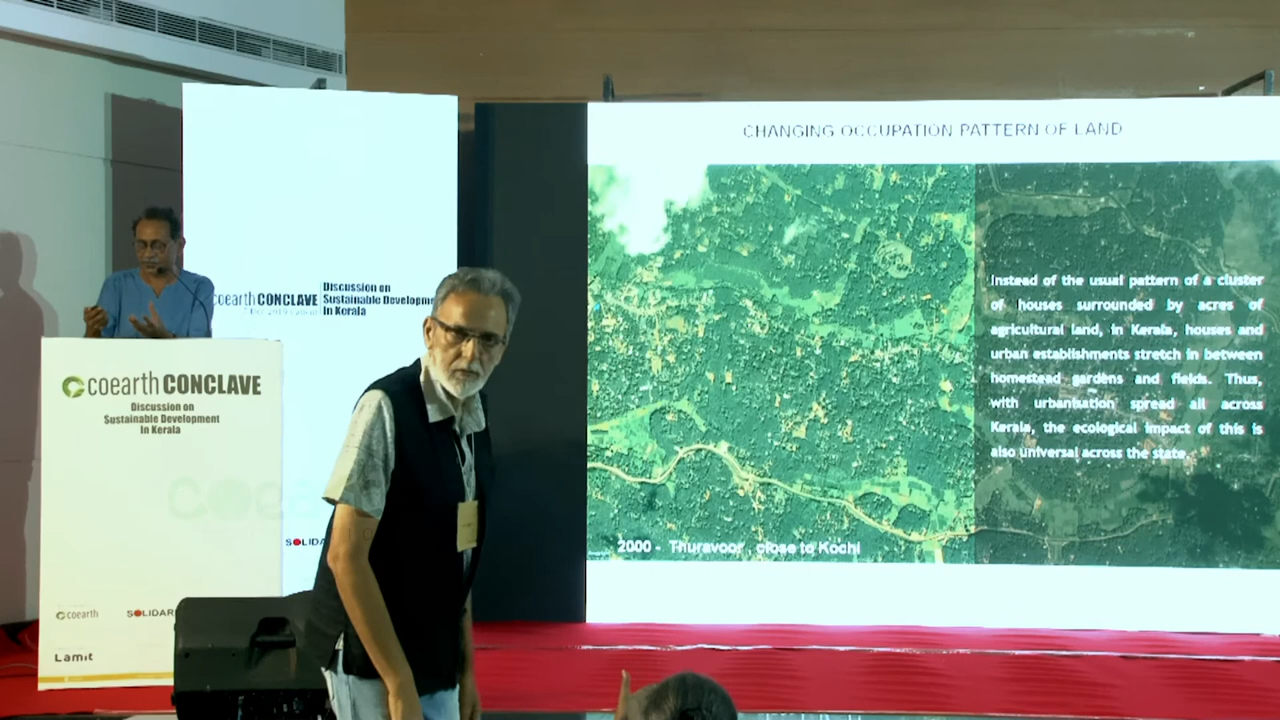 CHANGING OCCUPATION PATTERN OF LAND
Instead of the usual pattern of a cluster
of houses surrounded by acres of
agricultural land, in Kerala, houses and
urban establishments stretch in between
homestead gardens and fields. Thus,
with urbanisation spread all across
Kerala, the ecological impact of this is
also universal across the state.
2000 - Thuravoor , close to Kochi
coearth CONCLAVE
Discussion on
Sustainable Developme
In Kerala
coearth CONCLAVE
Discussion on
Sustainable Development
In Kerala
SOLIDA
coearth
SOLIDAR
Lamit